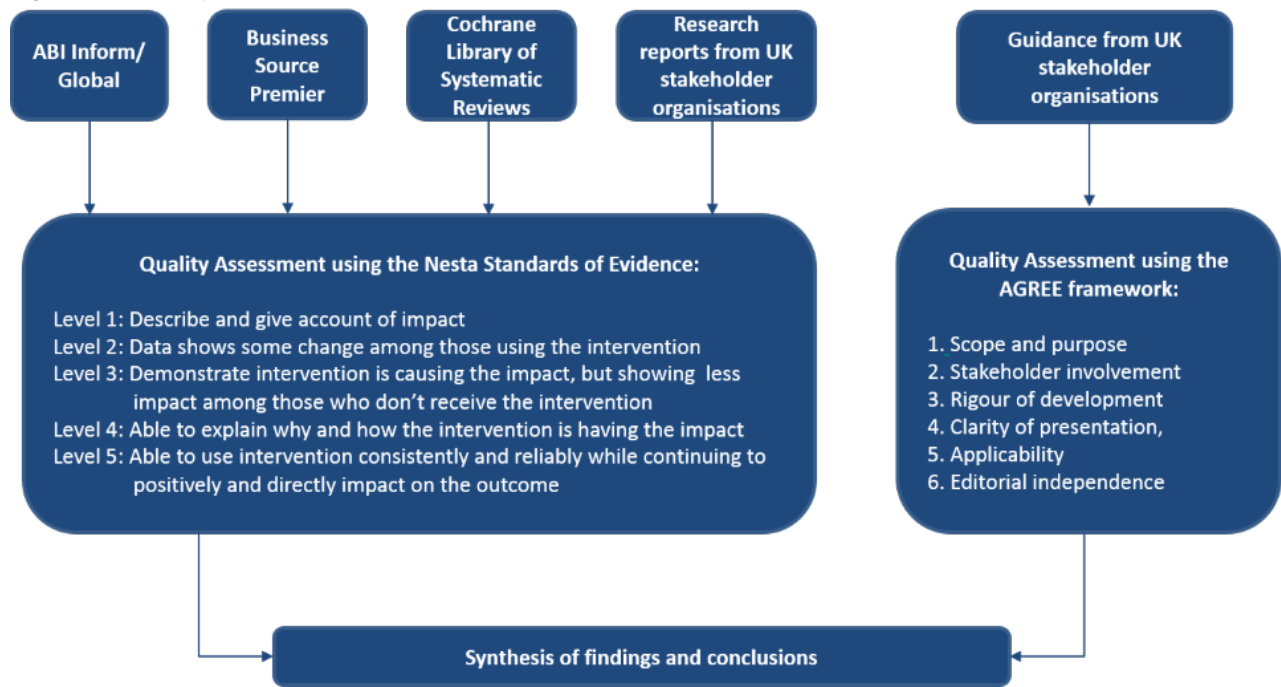 ABI Inform/
Global
Business
Source
Premier
Cochrane
Library of
Systematic
Reviews
Research
reports from UK
stakeholder
organisations
Guidance from UK
stakeholder
organisations
Quality Assessment using the Nesta Standards of Evidence:
Level 1: Describe and give account of impact
Level 2: Data shows some change among those using the intervention
Level 3: Demonstrate intervention is causing the impact, but showing  less
impact among those who don’t receive the intervention
Level 4: Able to explain why and how the intervention is having the impact
Level 5: Able to use intervention consistently and reliably while continuing to
positively and directly impact on the outcome
Quality Assessment using the
AGREE framework:
1. Scope and purpose
2. Stakeholder involvement
3. Rigour of development
4. Clarity of presentation,
5. Applicability
6. Editorial independence
Synthesis of findings and conclusions